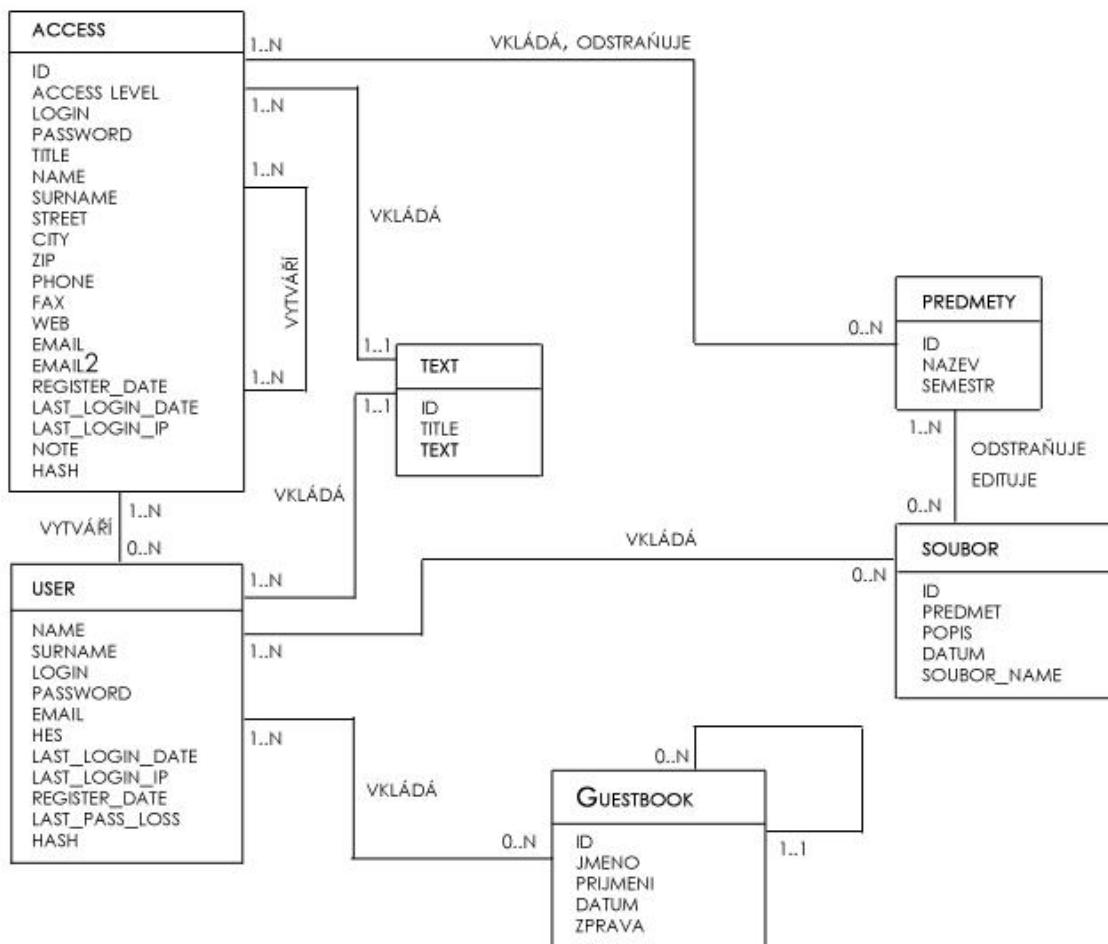 ACCESS
ID
ACCESS LEVEL
LOGIN
PASSWORD
TITLE
NAME
SURNAME
STREET
CITY
ZIP
PHONE
FAX
WEB
EMAIL
EMAIL2
REGISTER_DATE
LAST_LOGIN_DATE
LAST_LOGIN_IP
NOTE
HASH
1..N
VKLÁDÁ, ODSTRAŇUJE
0..N
1..N
VKLÁDÁ
1..1
1..N
VYTVÁŘÍ
1..N
TEXT
ID
TITLE
TEXT
1..1
VKLÁDÁ
1..N
PREDMETY
ID
NAZEV
SEMESTR
1..N
ODSTRAŇUJE
EDITUJE
0..N
SOUBOR
ID
PREDMET
POPIS
DATUM
SOUBOR_NAME
1..N
VYTVÁŘÍ
0..N
USER
NAME
SURNAME
LOGIN
PASSWORD
EMAIL
HES
LAST_LOGIN_DATE
LAST_LOGIN_IP
REGISTER_DATE
LAST_PASS_LOSS
HASH
1..N
VKLÁDÁ
0..N
1..N
VKLÁDÁ
0..N
GUESTBOOK
ID
JMENO
PRIJMENI
DATUM
ZPRAVA
0..N
1..1